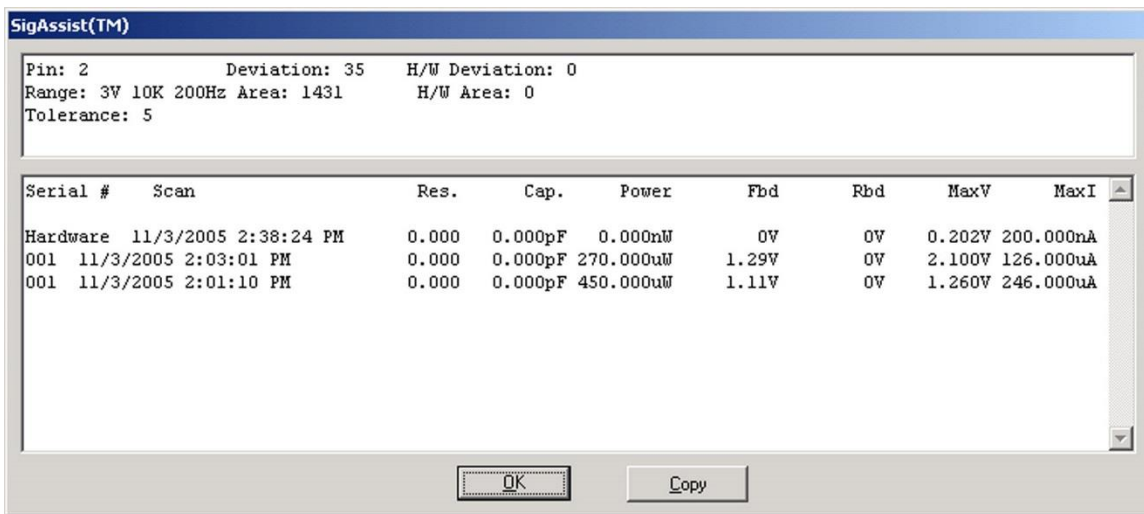 SigAssist(TM)
Pin: 2 Deviation: 35 H/W Deviation: 0
Range: 3V 10K 200Hz Area: 1431 H/W Area: 0
Tolerance: 5
Serial # Scan Res. Cap. Power Fbd Rbd MaxV MaxI
Hardware 11/3/2005 2:38:24 PM 0.000 0.000pF 0.000nW 0V 0V 0.202V 200.000nA
001 11/3/2005 2:03:01 PM 0.000 0.000pF 270.000uW 1.29V 0V 2.100V 126.000uA
001 11/3/2005 2:01:10 PM 0.000 0.000pF 450.000uW 1.11V 0V 1.260V 246.000uA
OK Copy